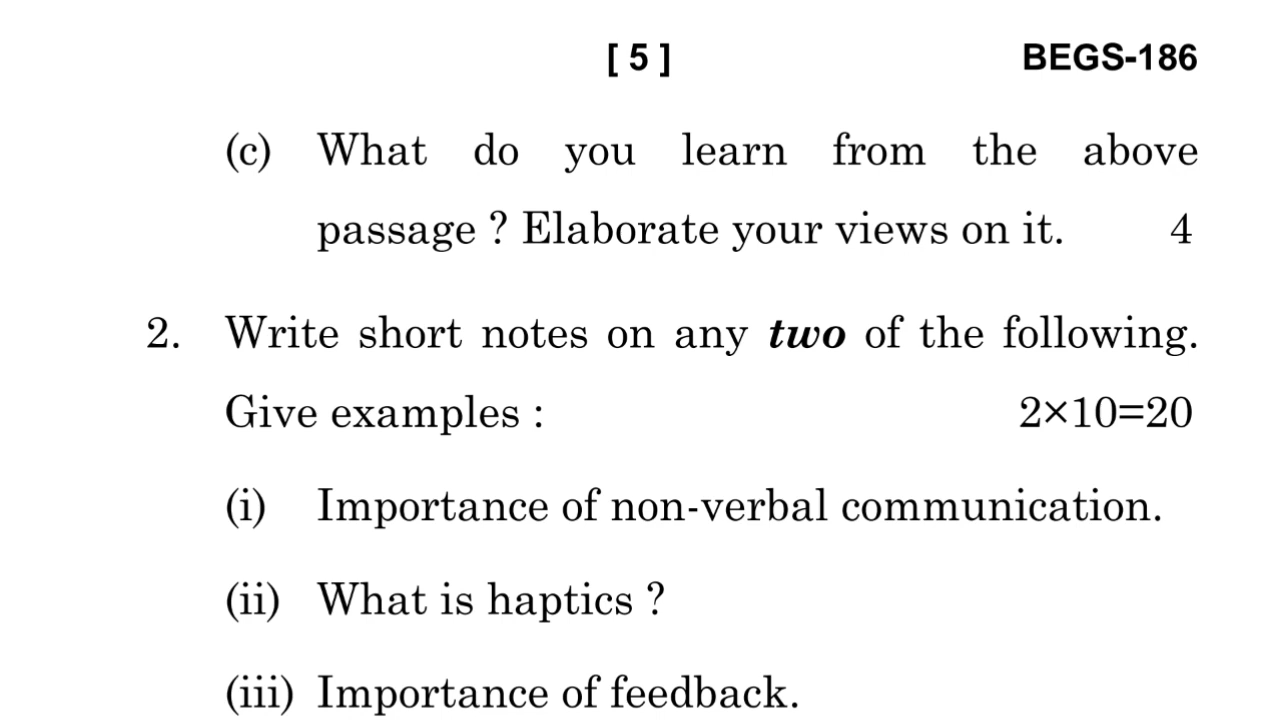 [ 5 ] BEGS-186
(c) What do you learn from the above
passage ? Elaborate your views on it. 4
2. Write short notes on any two of the following.
Give examples : 2×10=20
(i) Importance of non-verbal communication.
(ii) What is haptics ?
(iii) Importance of feedback.